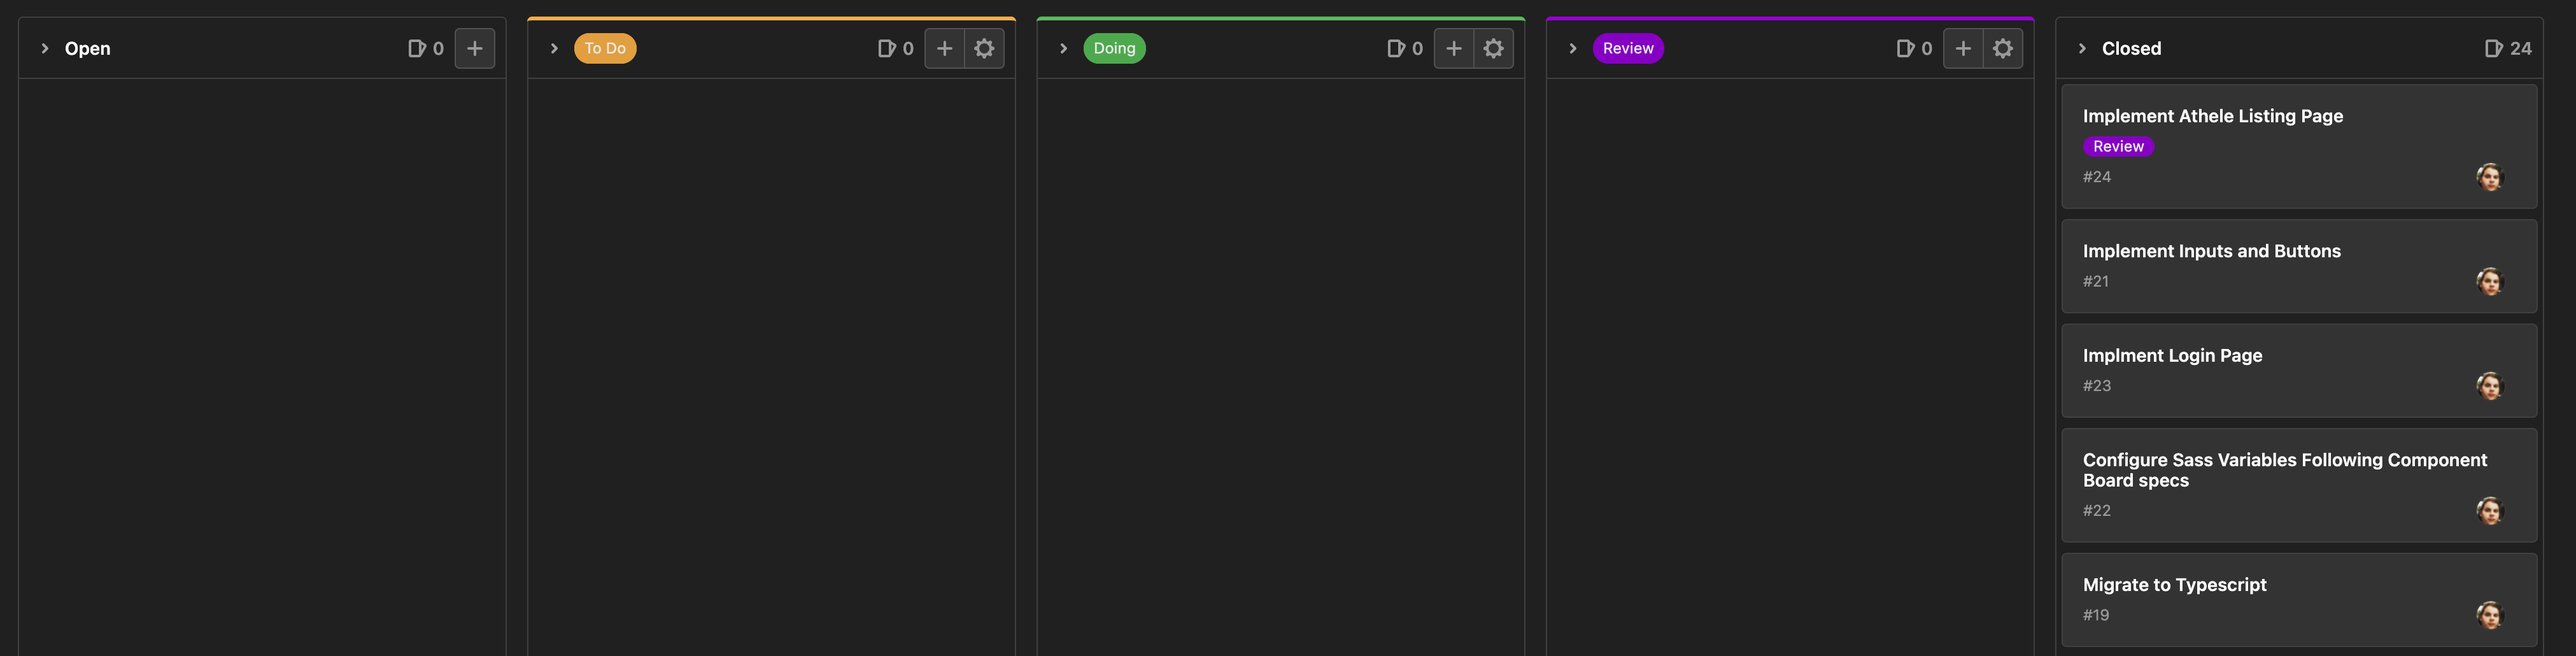 Open
0
To Do
0
Doing
0
Review
0
Closed
24
Implement Athele Listing Page
Review
#24
Implement Inputs and Buttons
#21
Implment Login Page
#23
Configure Sass Variables Following Component
Board specs
#22
Migrate to Typescript
#19